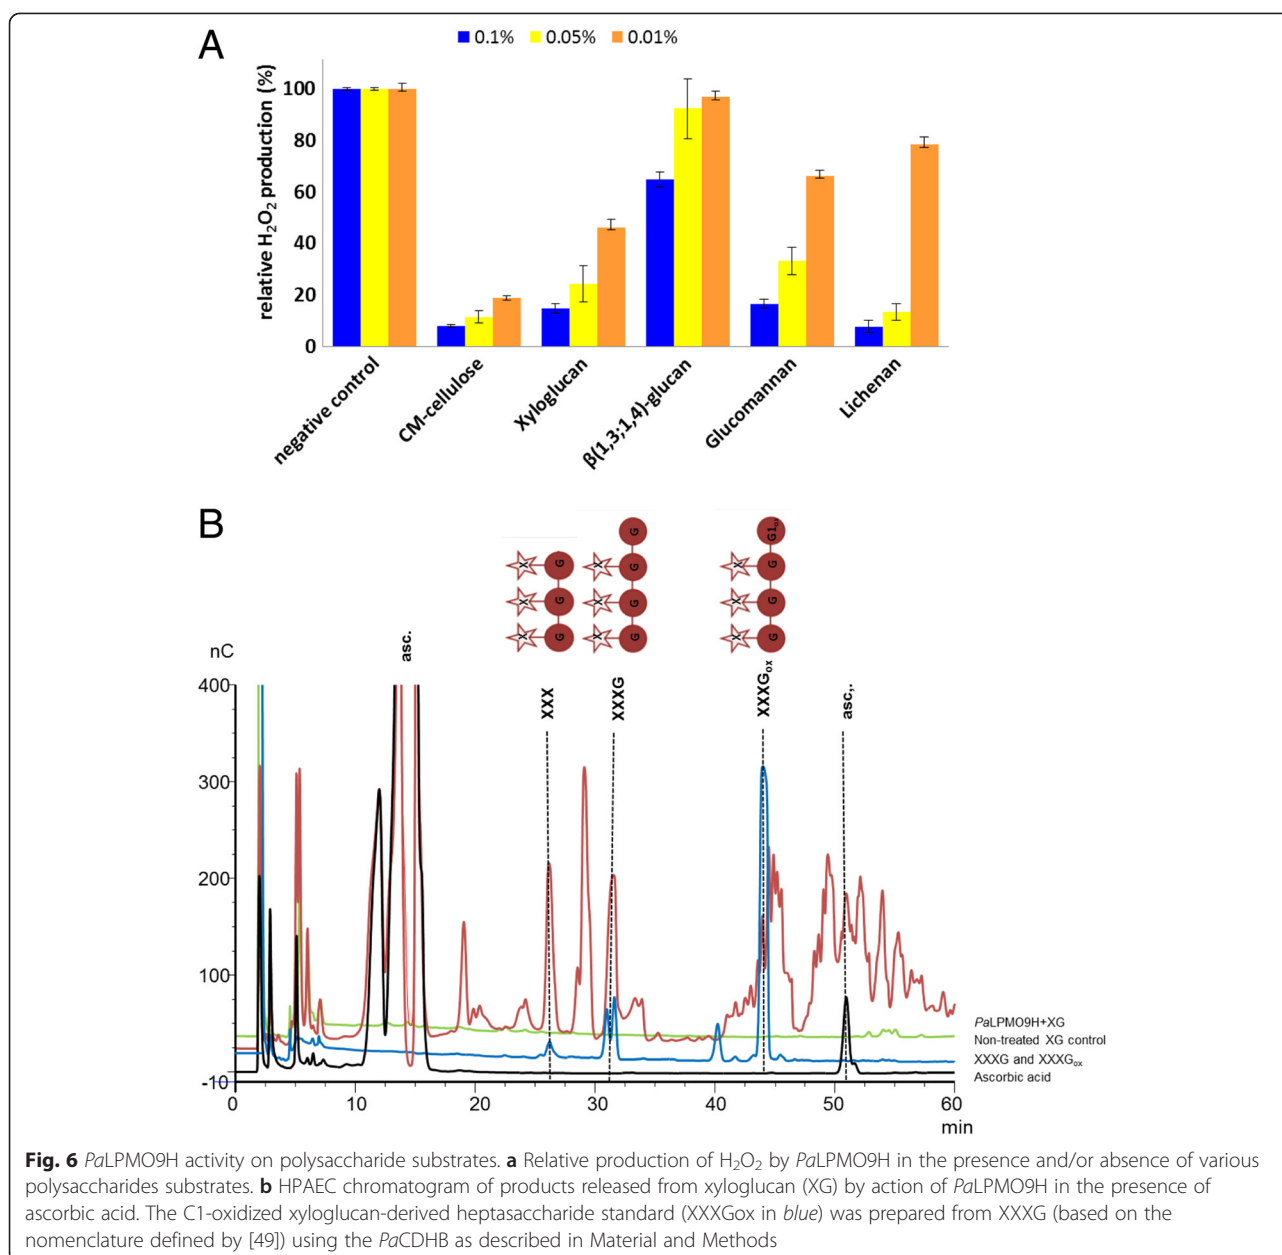 A
0.1% 0.05% 0.01%
relative H₂O₂ production (%)
100
80
60
40
20
0
negative control
CM-cellulose
Xyloglucan
β(1,3;1,4)-glucan
Glucomannan
Lichenan
B
G G1ox
X G X G X G
X G X G X G
X G X G X G
nC
asc.
XXX
XXXG
XXXGox
asc,.
400
300
200
100
-10
0 10 20 30 40 50 60
min
PaLPMO9H+XG
Non-treated XG control
XXXG and XXXGox
Ascorbic acid
Fig. 6 PaLPMO9H activity on polysaccharide substrates. a Relative production of H₂O₂ by PaLPMO9H in the presence and/or absence of various
polysaccharides substrates. b HPAEC chromatogram of products released from xyloglucan (XG) by action of PaLPMO9H in the presence of
ascorbic acid. The C1-oxidized xyloglucan-derived heptasaccharide standard (XXXGox in blue) was prepared from XXXG (based on the
nomenclature defined by [49]) using the PaCDHB as described in Material and Methods